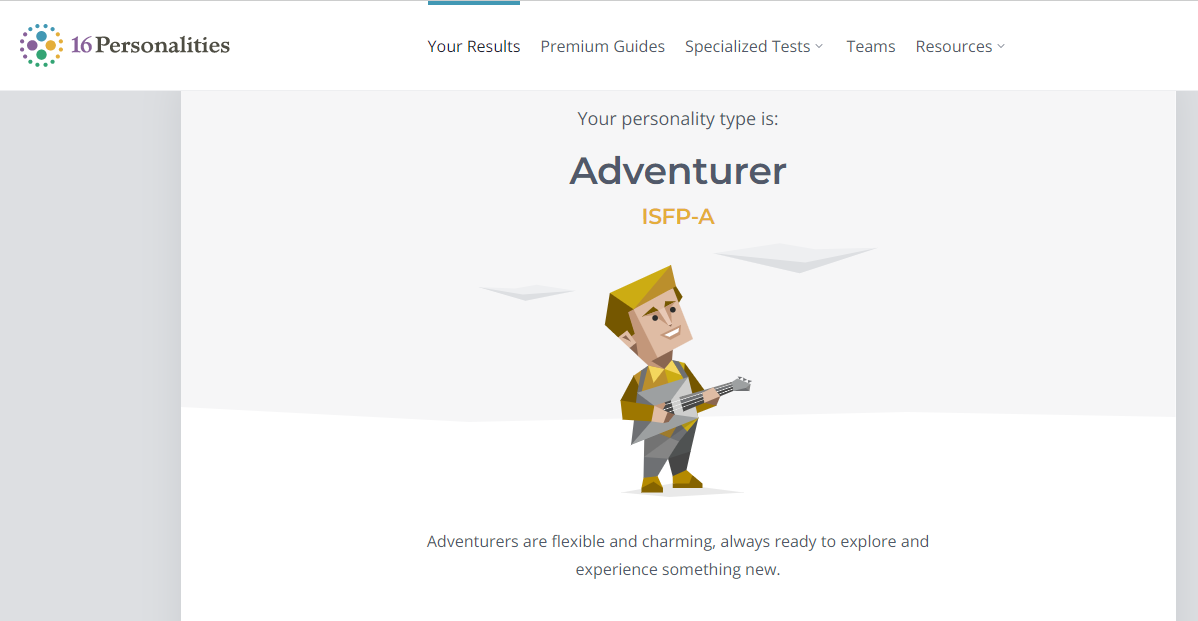 16Personalities
Your Results
Premium Guides
Specialized Tests
Teams
Resources
Your personality type is:
Adventurer
ISFP-A
Adventurers are flexible and charming, always ready to explore and
experience something new.